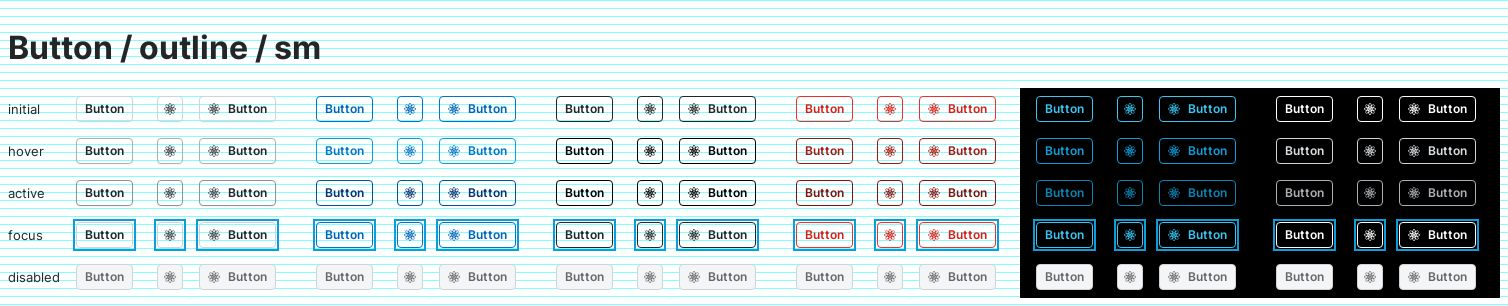 Button / outline / sm
initial Button Button Button Button Button Button Button Button Button Button Button Button
hover Button Button Button Button Button Button Button Button Button Button Button Button
active Button Button Button Button Button Button Button Button Button Button Button Button
focus Button Button Button Button Button Button Button Button Button Button Button Button
disabled Button Button Button Button Button Button Button Button Button Button Button Button